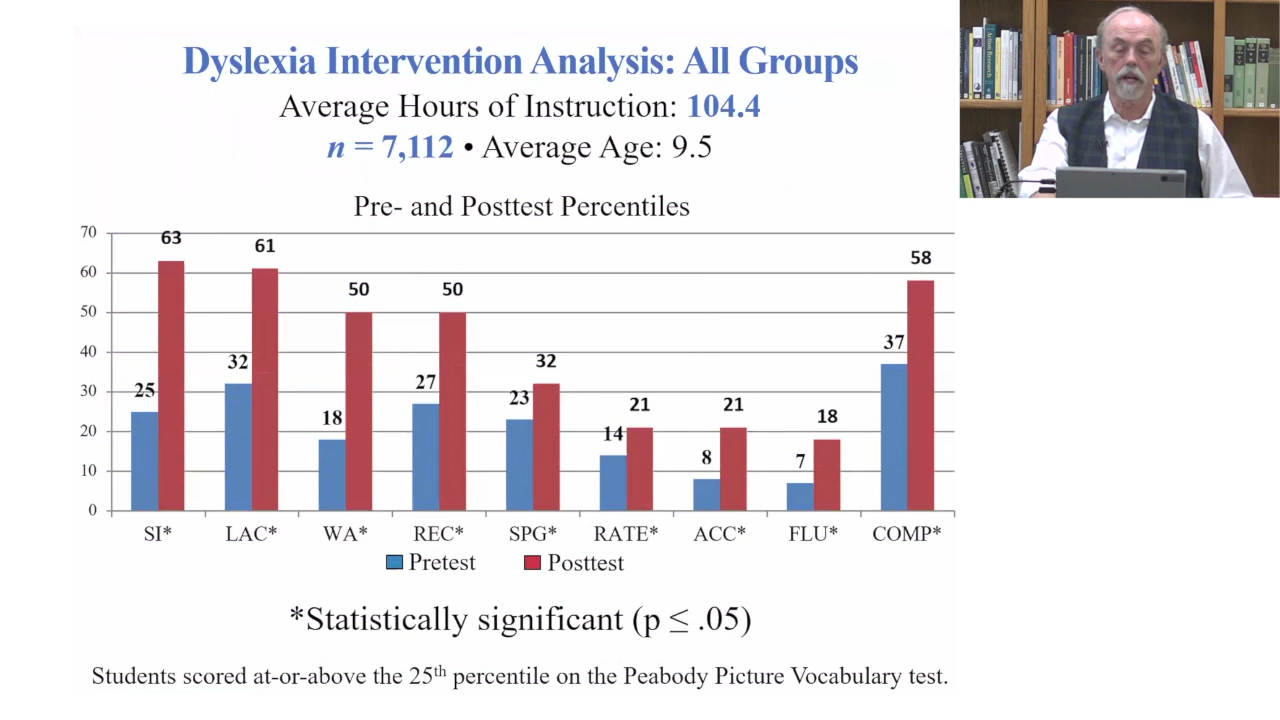 Dyslexia Intervention Analysis: All Groups
Average Hours of Instruction: 104.4
n = 7,112 • Average Age: 9.5
Pre- and Posttest Percentiles
70
60
50
40
30
20
10
0
25 63
32 61
18 50
27 50
23 32
14 21
8 21
7 18
37 58
SI* LAC* WA* REC* SPG* RATE* ACC* FLU* COMP*
Pretest Posttest
*Statistically significant (p ≤ .05)
Students scored at-or-above the 25th percentile on the Peabody Picture Vocabulary test.